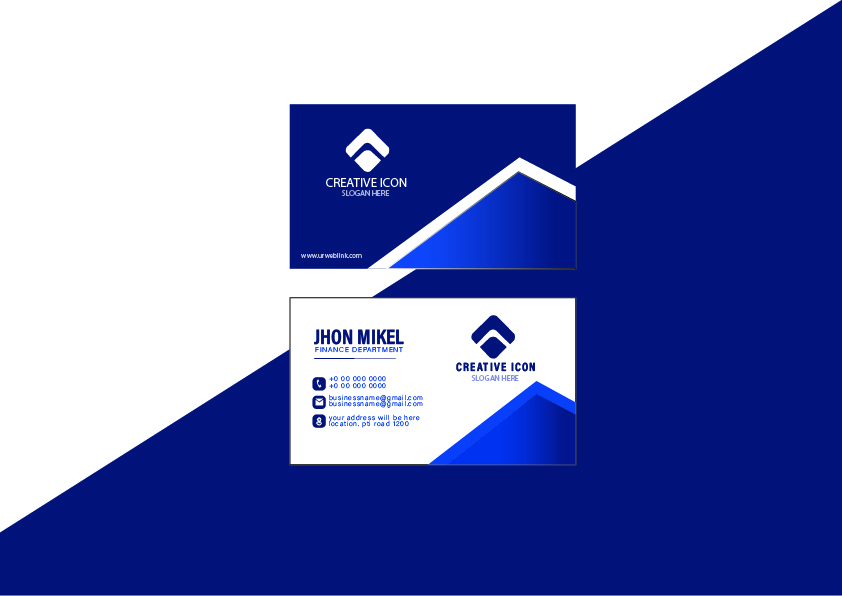 CREATIVE ICON
SLOGAN HERE
www.urweblink.com
JHON MIKEL
FINANCE DEPARTMENT
+0 00 000 0000
+0 00 000 0000
businessname@gmail.com
businessname@gmail.com
your address will be here
location. pti road 1200
CREATIVE ICON
SLOGAN HERE